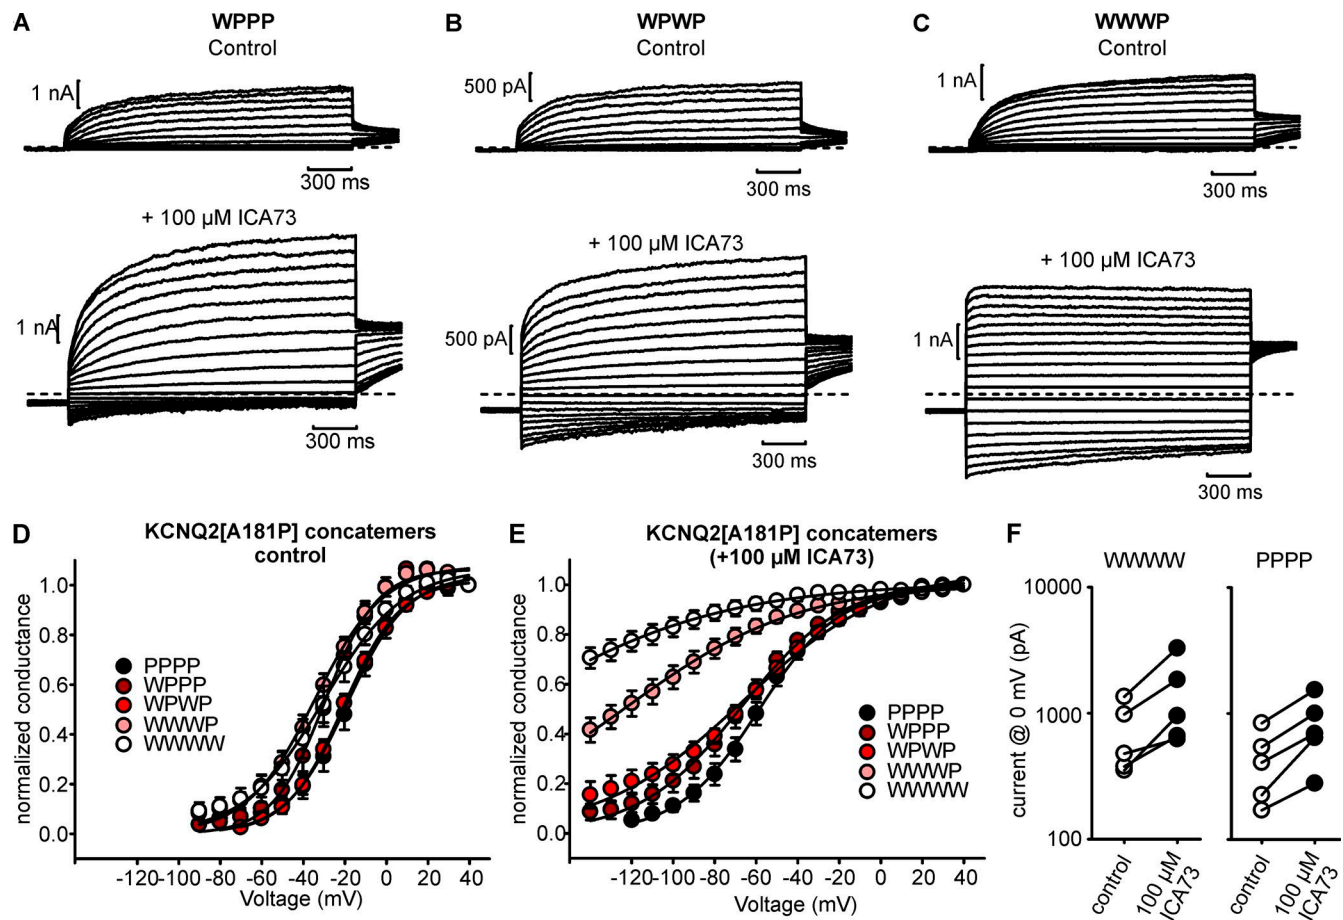 A
WPPP
Control
1 nA
300 ms
+ 100 µM ICA73
1 nA
300 ms
B
WPWP
Control
500 pA
300 ms
+ 100 µM ICA73
500 pA
300 ms
C
WWWP
Control
1 nA
300 ms
+ 100 µM ICA73
1 nA
300 ms
D
KCNQ2[A181P] concatemers
control
normalized conductance
1.0
0.8
0.6
0.4
0.2
0.0
PPPP
WPPP
WPWP
WWWP
WWWW
-120 -100 -80 -60 -40 -20 0 20 40
Voltage (mV)
E
KCNQ2[A181P] concatemers
(+100 µM ICA73)
normalized conductance
1.0
0.8
0.6
0.4
0.2
0.0
PPPP
WPPP
WPWP
WWWP
WWWW
-120 -100 -80 -60 -40 -20 0 20 40
Voltage (mV)
F
WWWW
PPPP
current @ 0 mV (pA)
10000
1000
100
control
100 µM
ICA73
control
100 µM
ICA73